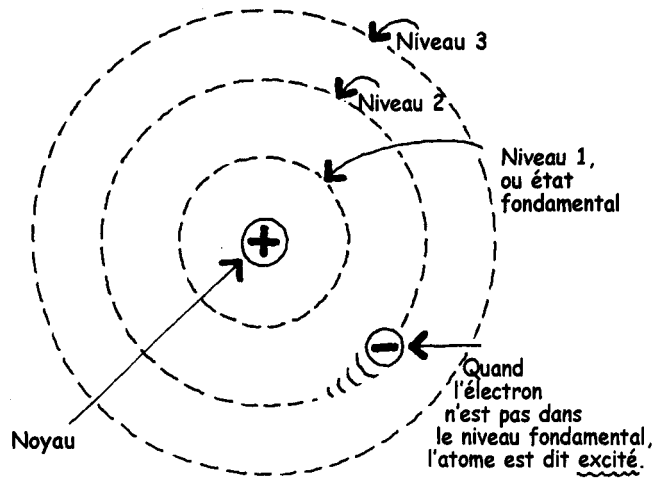 Niveau 3
Niveau 2
Niveau 1,
ou état
fondamental
+
−
Quand
l'électron
n'est pas dans
le niveau fondamental,
l'atome est dit excité.
Noyau